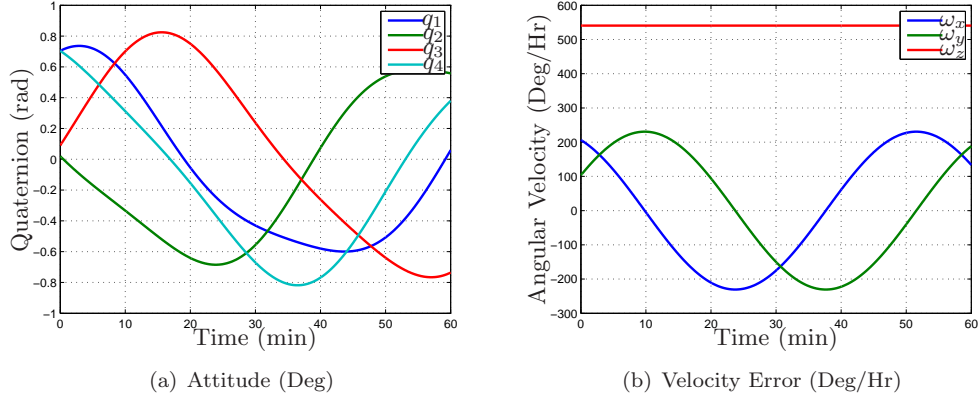 1
0.8
0.6
0.4
0.2
0
−0.2
−0.4
−0.6
−0.8
−1
0 10 20 30 40 50 60
Quaternion (rad)
Time (min)
q1
q2
q3
q4
(a) Attitude (Deg)
600
500
400
300
200
100
0
−100
−200
−300
0 10 20 30 40 50 60
Angular Velocity (Deg/Hr)
Time (min)
ωx
ωy
ωz
(b) Velocity Error (Deg/Hr)